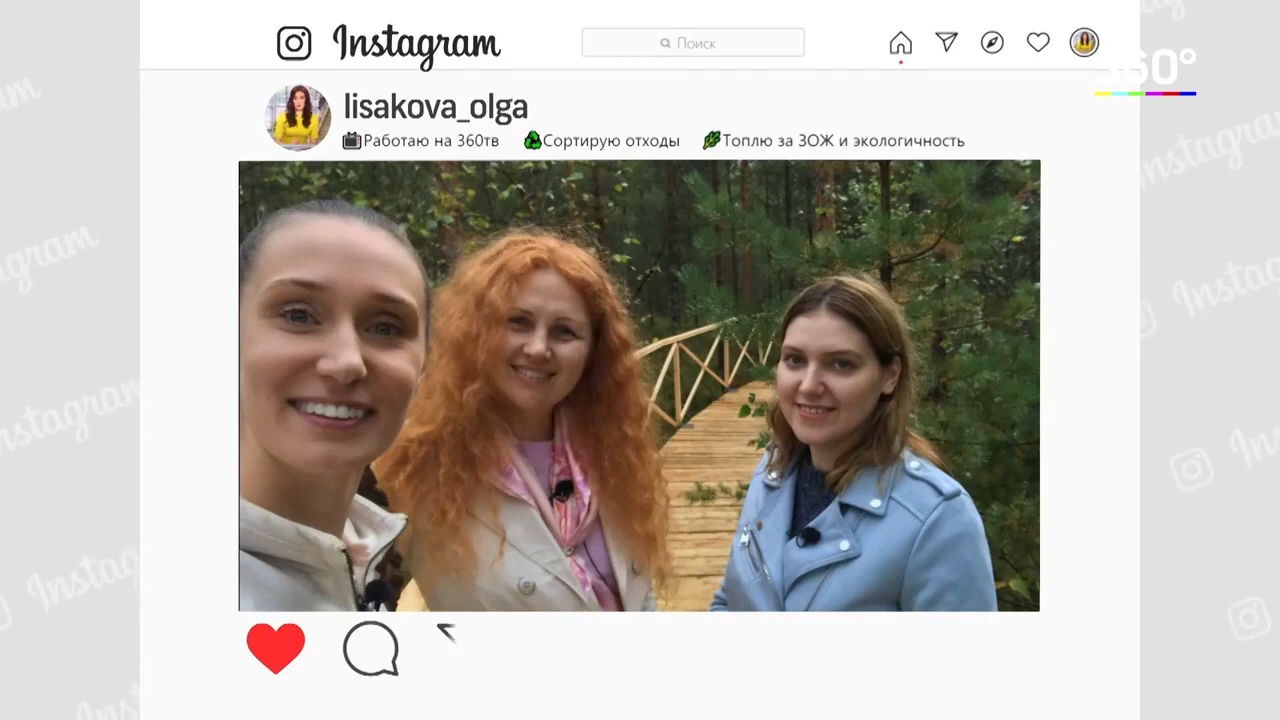 Instagram
Поиск
360°
lisakova_olga
Работаю на 360тв Сортирую отходы Топлю за ЗОЖ и экологичность